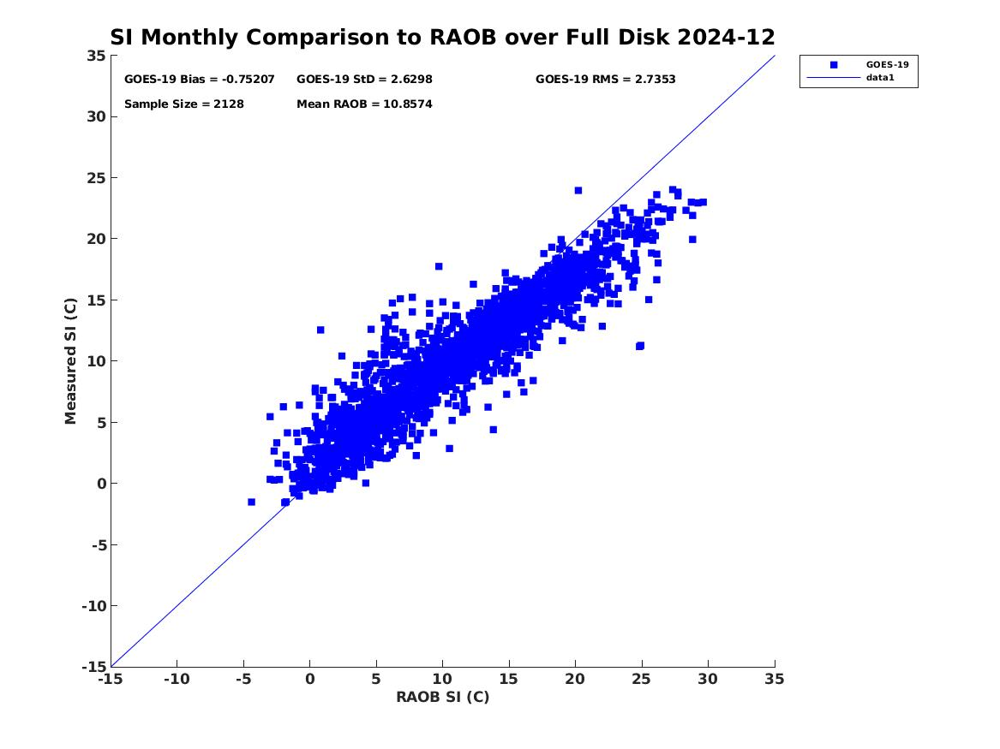 SI Monthly Comparison to RAOB over Full Disk 2024-12
GOES-19 Bias = -0.75207 GOES-19 StD = 2.6298 GOES-19 RMS = 2.7353
Sample Size = 2128 Mean RAOB = 10.8574
GOES-19
data1
35
30
25
20
15
10
5
0
-5
-10
-15
Measured SI (C)
-15 -10 -5 0 5 10 15 20 25 30 35
RAOB SI (C)